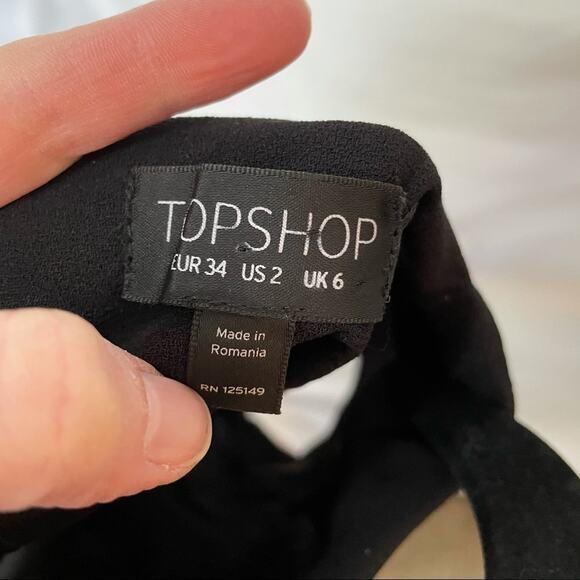 TOPSHOP
EUR 34 US 2 UK 6
Made in
Romania
RN 125149